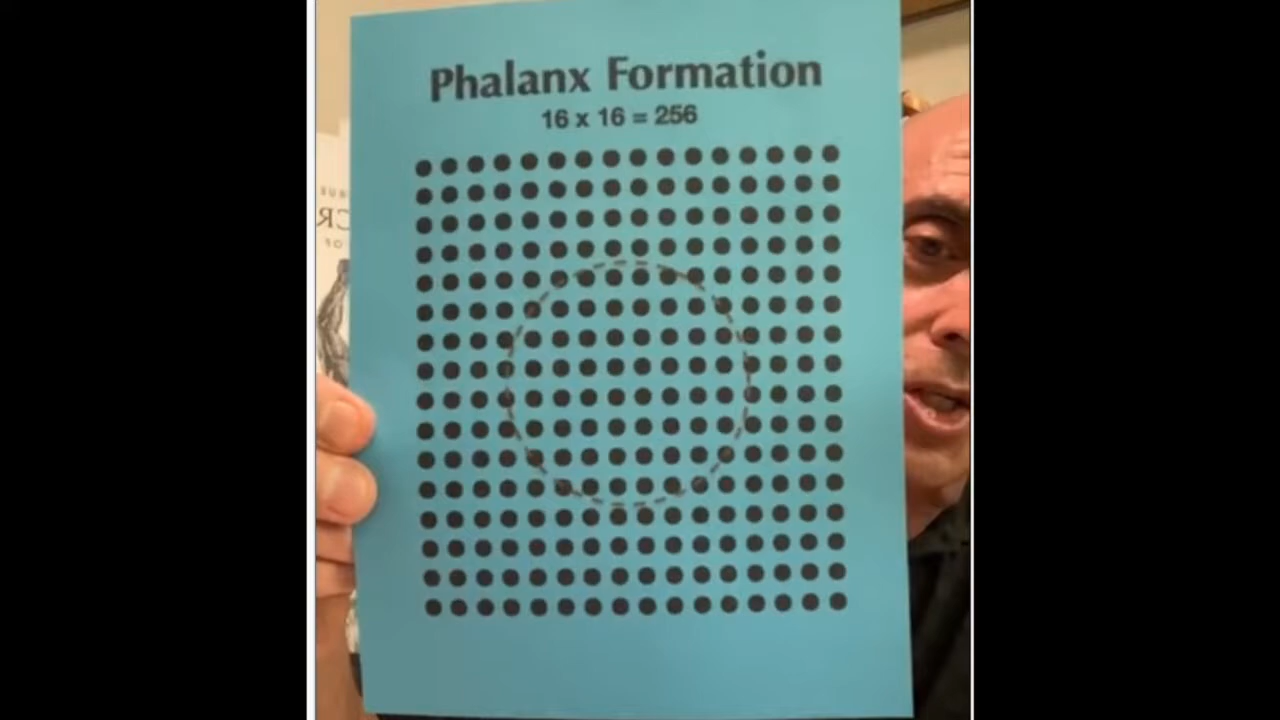 Phalanx Formation
16 x 16 = 256